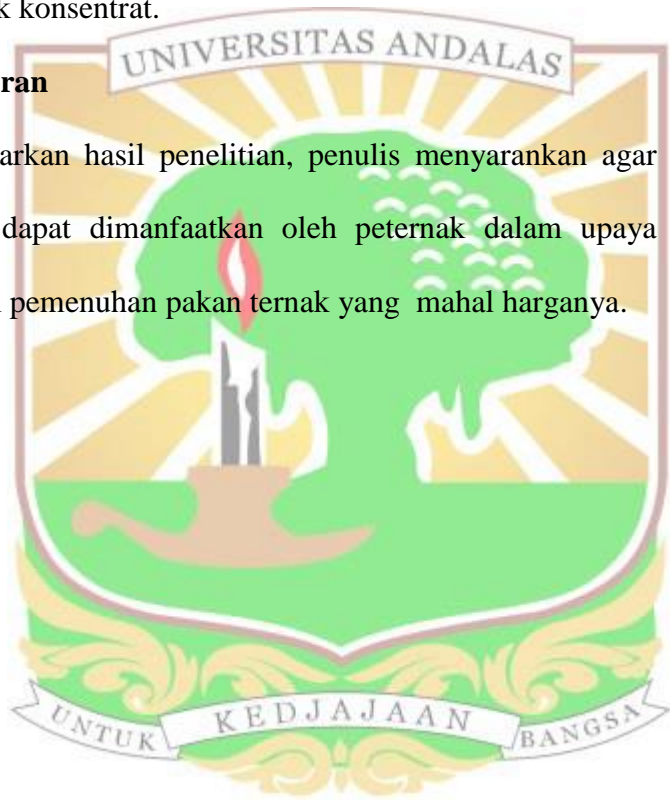 k konsentrat.
UNIVERSITAS ANDALAS
ran
arkan hasil penelitian, penulis menyarankan agar
dapat dimanfaatkan oleh peternak dalam upaya
pemenuhan pakan ternak yang mahal harganya.
UNTUK KEDJAJAAN BANGSA